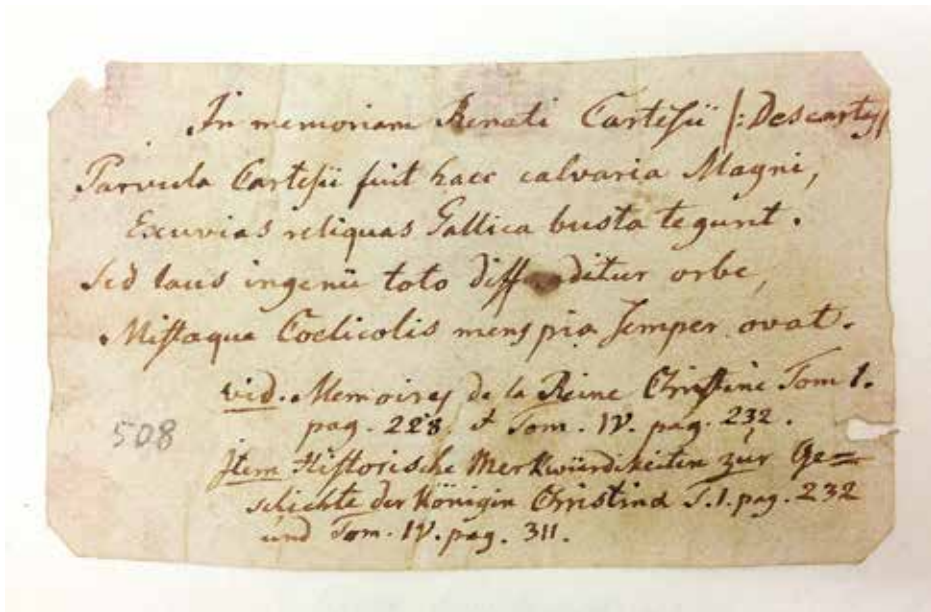 In memoriam Renati Cartesii /: Descartes/
Parvula Cartesii fuit haec calvaria Magni,
Exuvias reliquas Gallica busta tegunt.
Sed laus ingenii toto diffunditur orbe,
Mistaque Coelicolis mens pia semper ovat.
vid. Memoires de la Reine Christine Tom 1.
pag. 228. & Tom. IV. pag. 232.
508
Item Historische Merkwürdikeiten zur Ge=
schichte der Königin Christina T.1. pag. 232
und Tom. IV. pag. 311.